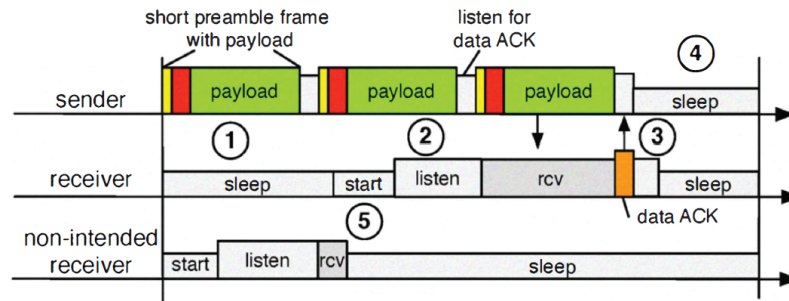 short preamble frame
with payload
listen for
data ACK
4
payload
payload
payload
sender
sleep
1
2
3
receiver
sleep
start
listen
rcv
sleep
data ACK
5
non-intended
receiver
start
listen
rcv
sleep